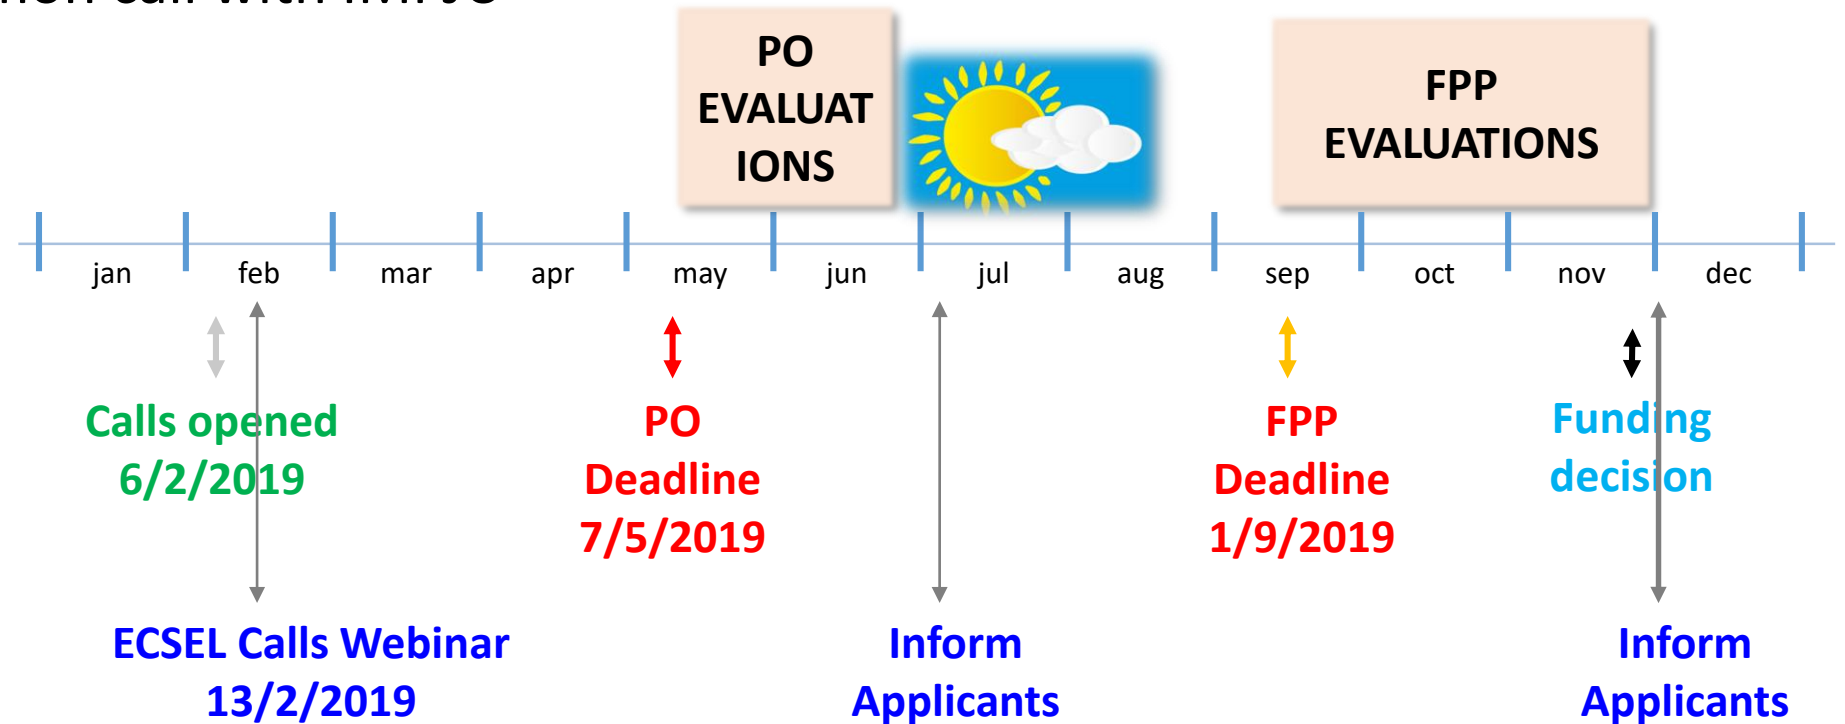 PO
EVALUAT
IONS
FPP
EVALUATIONS
jan feb mar apr may jun jul aug sep oct nov dec
Calls opened
6/2/2019
PO
Deadline
7/5/2019
FPP
Deadline
1/9/2019
Funding
decision
ECSEL Calls Webinar
13/2/2019
Inform
Applicants
Inform
Applicants